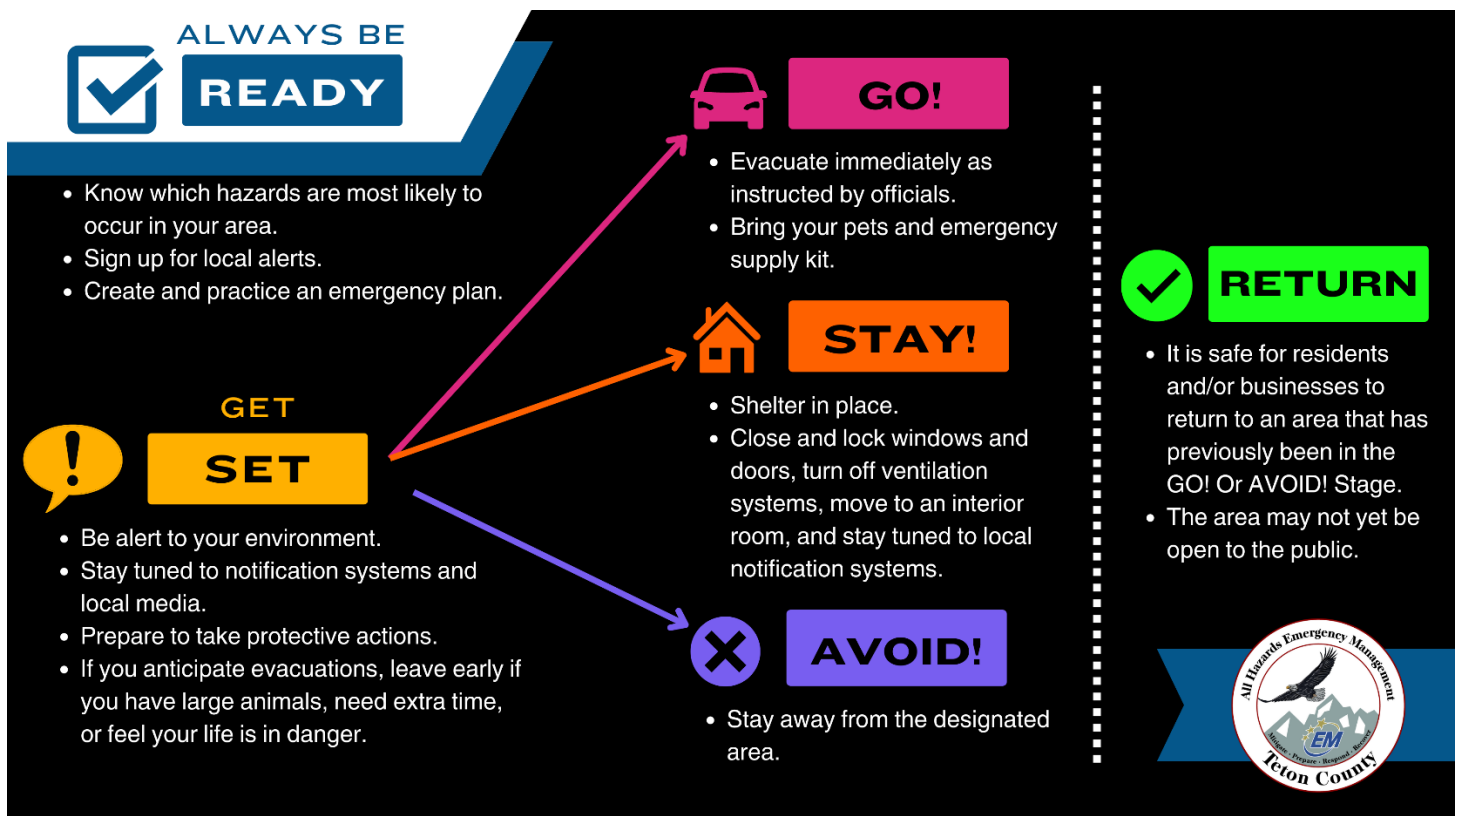 ALWAYS BE
READY
• Know which hazards are most likely to
occur in your area.
• Sign up for local alerts.
• Create and practice an emergency plan.
GET
SET
• Be alert to your environment.
• Stay tuned to notification systems and
local media.
• Prepare to take protective actions.
• If you anticipate evacuations, leave early if
you have large animals, need extra time,
or feel your life is in danger.
GO!
• Evacuate immediately as
instructed by officials.
• Bring your pets and emergency
supply kit.
STAY!
• Shelter in place.
• Close and lock windows and
doors, turn off ventilation
systems, move to an interior
room, and stay tuned to local
notification systems.
AVOID!
• Stay away from the designated
area.
RETURN
• It is safe for residents
and/or businesses to
return to an area that has
previously been in the
GO! Or AVOID! Stage.
• The area may not yet be
open to the public.
All Hazards Emergency Management
EM
Mitigate - Prepare - Respond - Recover
Teton County